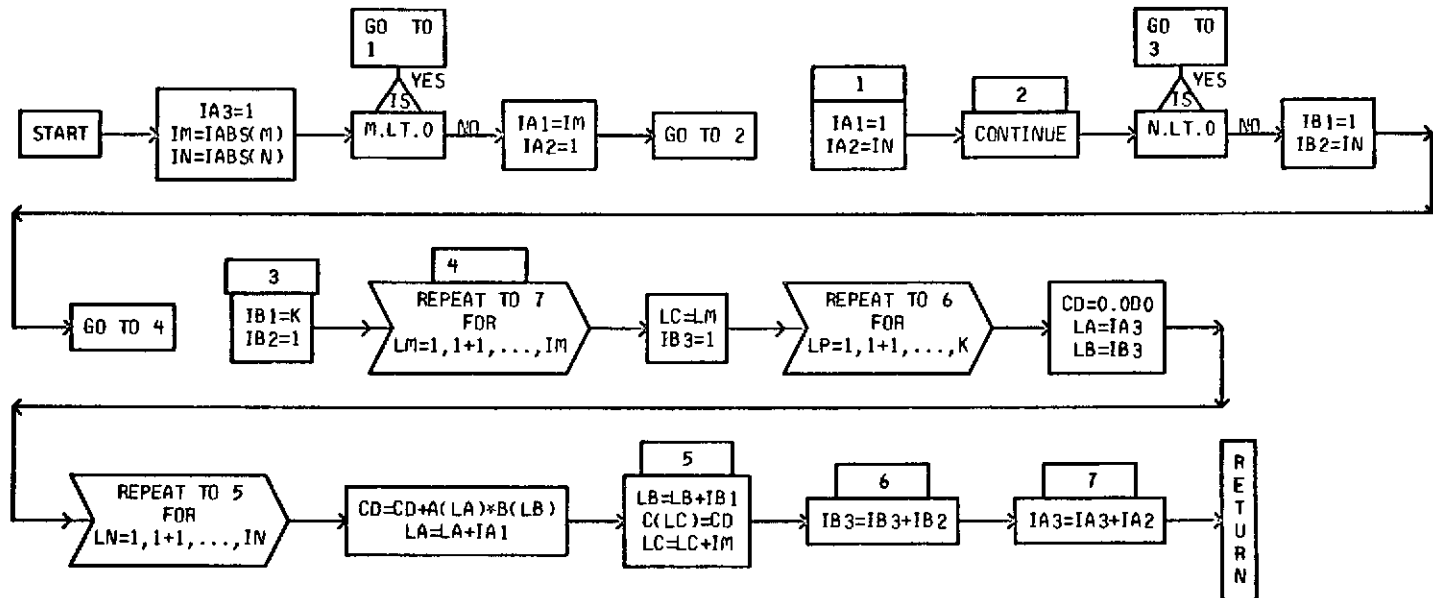 GO TO
1
YES
IS
START
IA3=1
IM=IABS(M)
IN=IABS(N)
M.LT.0
NO
IA1=IM
IA2=1
GO TO 2
1
IA1=1
IA2=IN
2
CONTINUE
GO TO
3
YES
IS
N.LT.0
NO
IB1=1
IB2=IN
GO TO 4
3
IB1=K
IB2=1
4
REPEAT TO 7
FOR
LM=1,1+1,...,IM
LC=LM
IB3=1
REPEAT TO 6
FOR
LP=1,1+1,...,K
CD=0.0D0
LA=IA3
LB=IB3
REPEAT TO 5
FOR
LN=1,1+1,...,IN
CD=CD+A(LA)*B(LB)
LA=LA+IA1
5
LB=LB+IB1
C(LC)=CD
LC=LC+IM
6
IB3=IB3+IB2
7
IA3=IA3+IA2
RETURN